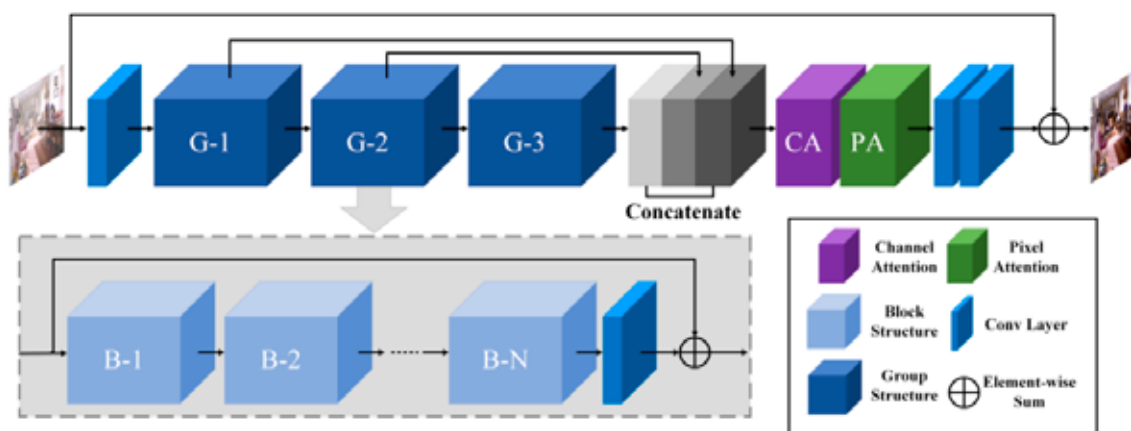 G-1
G-2
G-3
CA
PA
Concatenate
B-1
B-2
B-N
Channel
Attention
Pixel
Attention
Block
Structure
Conv Layer
Group
Structure
Element-wise
Sum